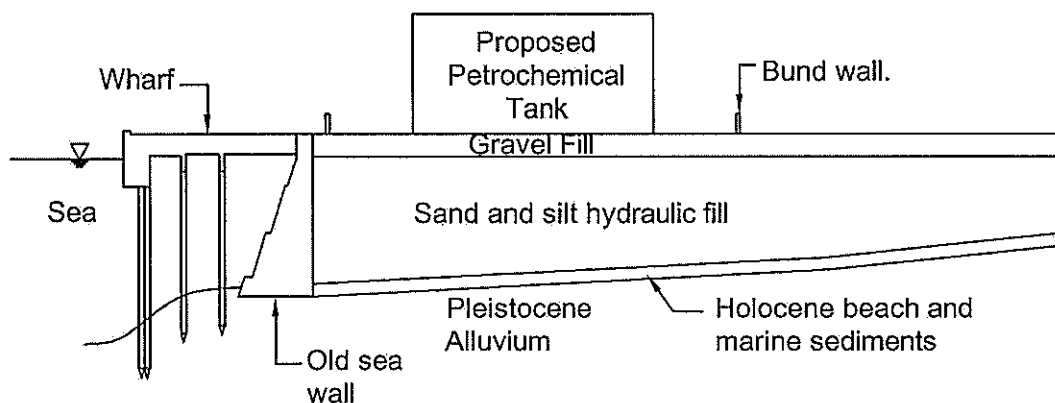 Proposed
Petrochemical
Tank
Wharf
Bund wall.
Gravel Fill
Sea
Sand and silt hydraulic fill
Pleistocene
Alluvium
Holocene beach and
marine sediments
Old sea
wall